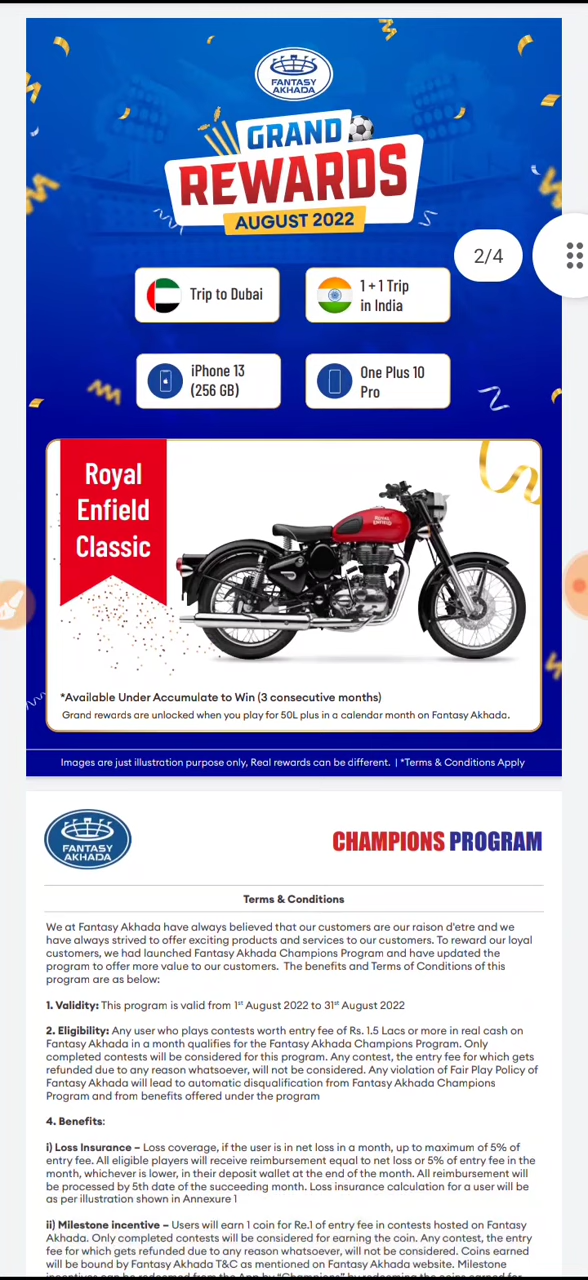 FANTASY
AKHADA
GRAND
REWARDS
AUGUST 2022
2/4
Trip to Dubai
1 + 1 Trip
in India
iPhone 13
(256 GB)
One Plus 10
Pro
Royal
Enfield
Classic
ROYAL
ENFIELD
*Available Under Accumulate to Win (3 consecutive months)
Grand rewards are unlocked when you play for 50L plus in a calendar month on Fantasy Akhada.
Images are just illustration purpose only, Real rewards can be different. | *Terms & Conditions Apply
FANTASY
AKHADA
CHAMPIONS PROGRAM
Terms & Conditions
We at Fantasy Akhada have always believed that our customers are our raison d'etre and we
have always strived to offer exciting products and services to our customers. To reward our loyal
customers, we had launched Fantasy Akhada Champions Program and have updated the
program to offer more value to our customers. The benefits and Terms of Conditions of this
program are as below:
1. Validity: This program is valid from 1st August 2022 to 31st August 2022
2. Eligibility: Any user who plays contests worth entry fee of Rs. 1.5 Lacs or more in real cash on
Fantasy Akhada in a month qualifies for the Fantasy Akhada Champions Program. Only
completed contests will be considered for this program. Any contest, the entry fee for which gets
refunded due to any reason whatsoever, will not be considered. Any violation of Fair Play Policy of
Fantasy Akhada will lead to automatic disqualification from Fantasy Akhada Champions
Program and from benefits offered under the program
4. Benefits:
i) Loss Insurance – Loss coverage, if the user is in net loss in a month, up to maximum of 5% of
entry fee. All eligible players will receive reimbursement equal to net loss or 5% of entry fee in the
month, whichever is lower, in their deposit wallet at the end of the month. All reimbursement will
be processed by 5th date of the succeeding month. Loss insurance calculation for a user will be
as per illustration shown in Annexure 1
ii) Milestone incentive – Users will earn 1 coin for Re.1 of entry fee in contests hosted on Fantasy
Akhada. Only completed contests will be considered for earning the coin. Any contest, the entry
fee for which gets refunded due to any reason whatsoever, will not be considered. Coins earned
will be bound by Fantasy Akhada T&C as mentioned on Fantasy Akhada website. Milestone